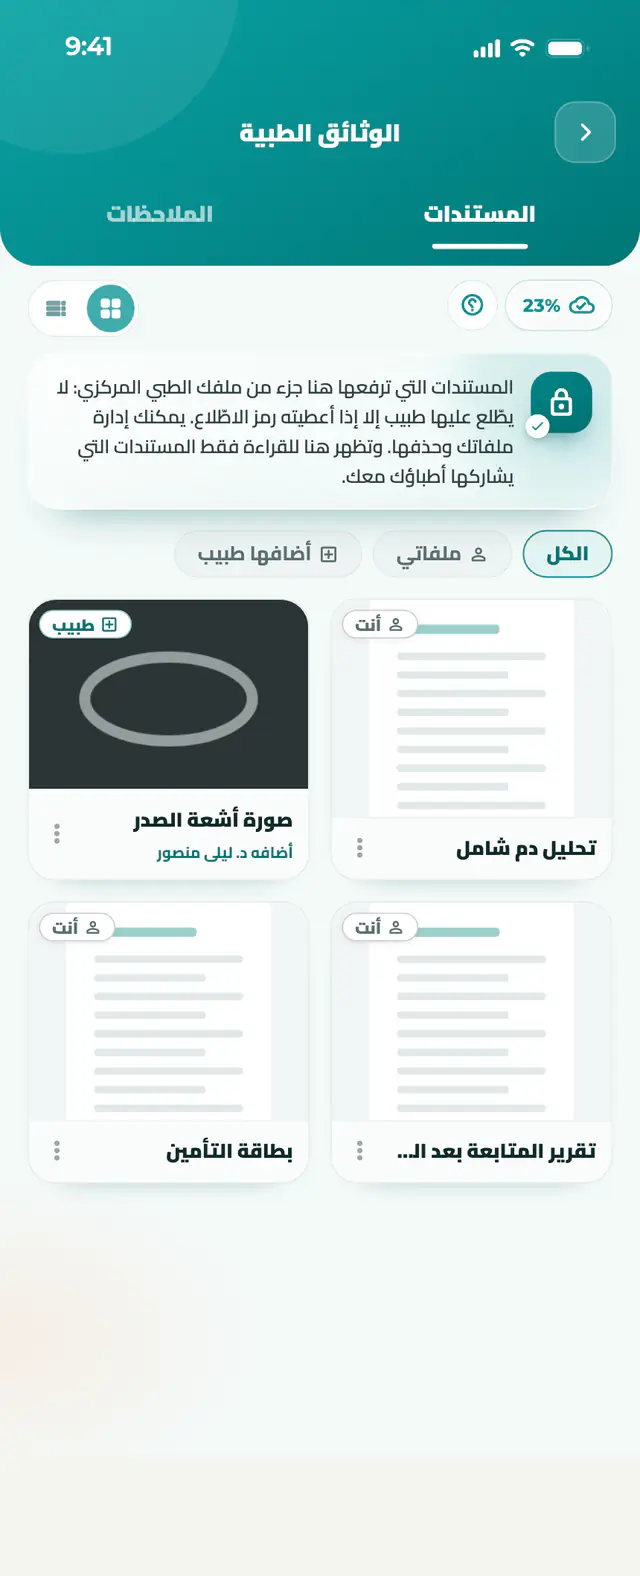 9:41
الوثائق الطبية
المستندات
الملاحظات
23%
المستندات التي ترفعها هنا جزء من ملفك الطبي المركزي: لا
يطّلع عليها طبيب إلا إذا أعطيته رمز الاطّلاع. يمكنك إدارة
ملفاتك وحذفها. وتظهر هنا للقراءة فقط المستندات التي
يشاركها أطباؤك معك.
الكل
ملفاتي
أضافها طبيب
أنت
تحليل دم شامل
طبيب
صورة أشعة الصدر
أضافه د. ليلى منصور
أنت
تقرير المتابعة بعد الـ...
أنت
بطاقة التأمين